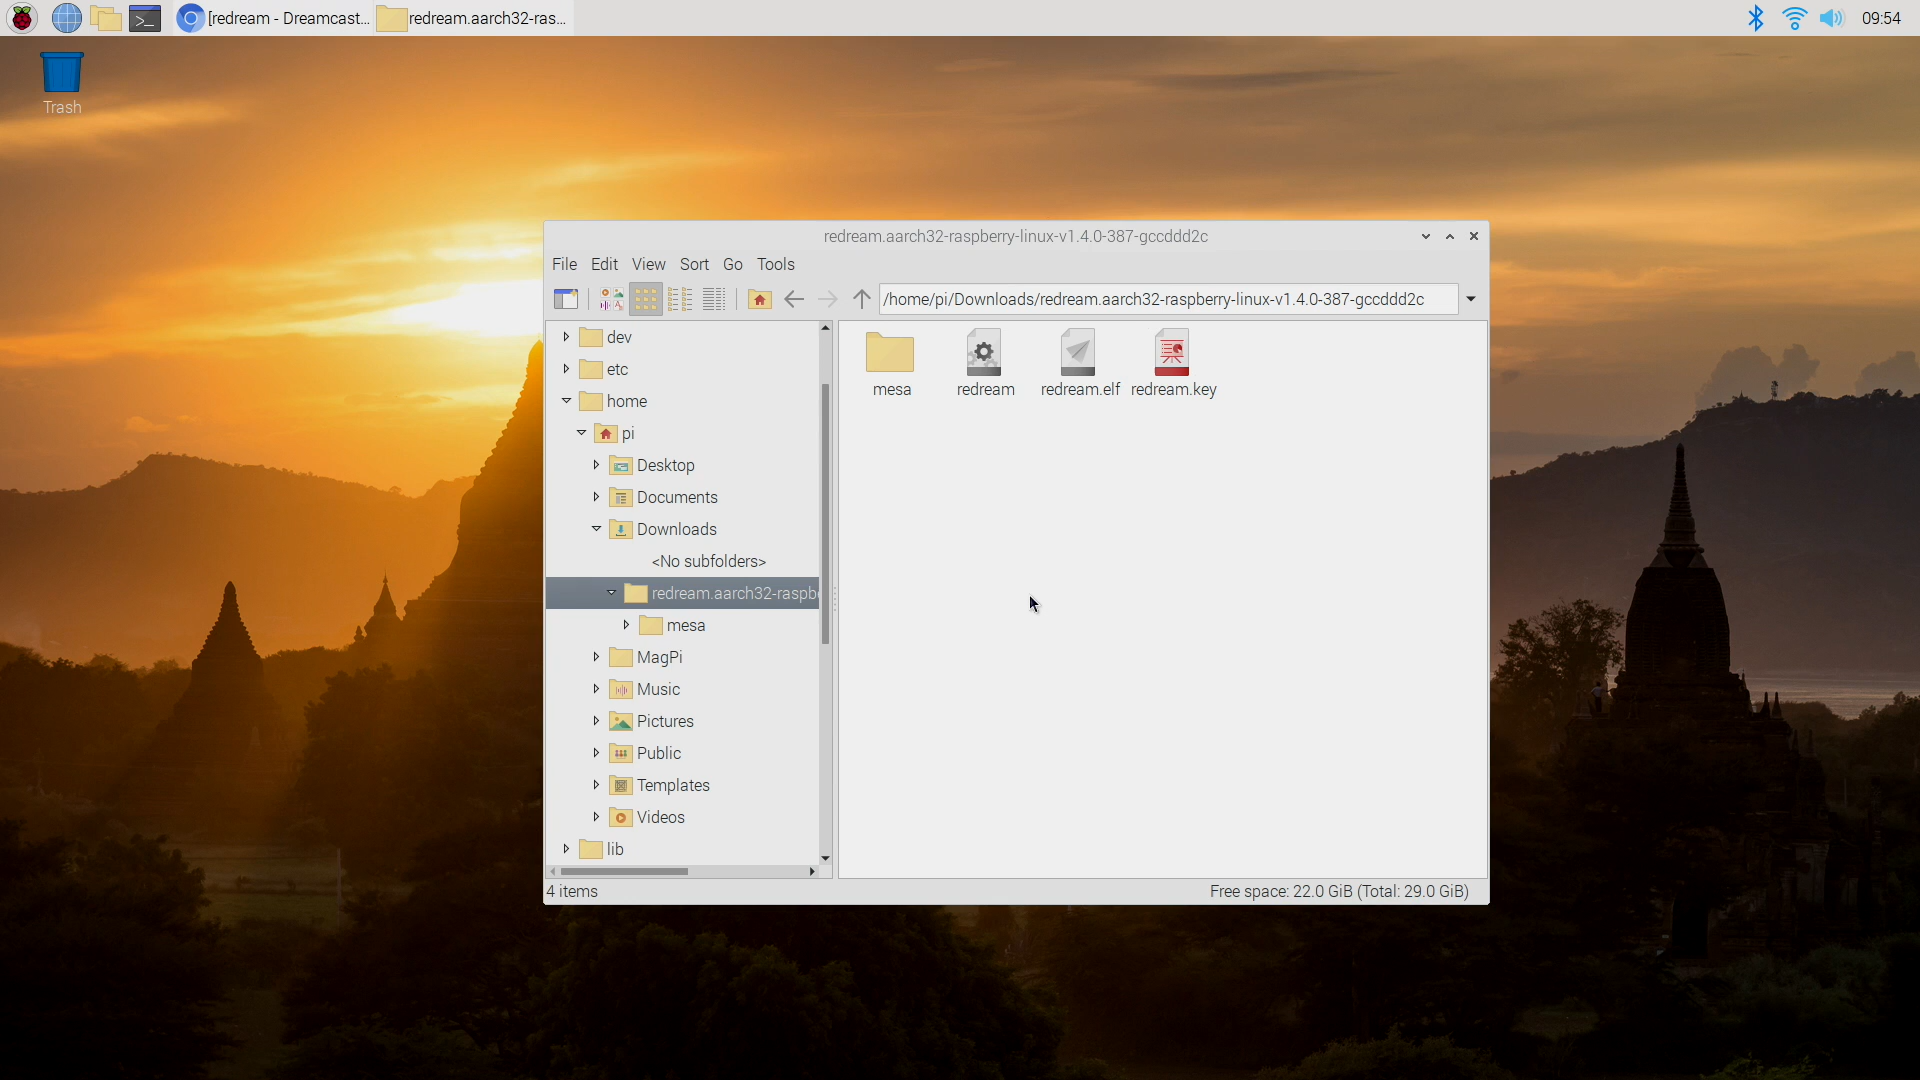 [redream - Dreamcast...
redream.aarch32-ras...
09:54
Trash
redream.aarch32-raspberry-linux-v1.4.0-387-gccddd2c
File Edit View Sort Go Tools
/home/pi/Downloads/redream.aarch32-raspberry-linux-v1.4.0-387-gccddd2c
dev
etc
home
pi
Desktop
Documents
Downloads
<No subfolders>
redream.aarch32-raspb
mesa
MagPi
Music
Pictures
Public
Templates
Videos
lib
mesa
redream
redream.elf
redream.key
4 items
Free space: 22.0 GiB (Total: 29.0 GiB)